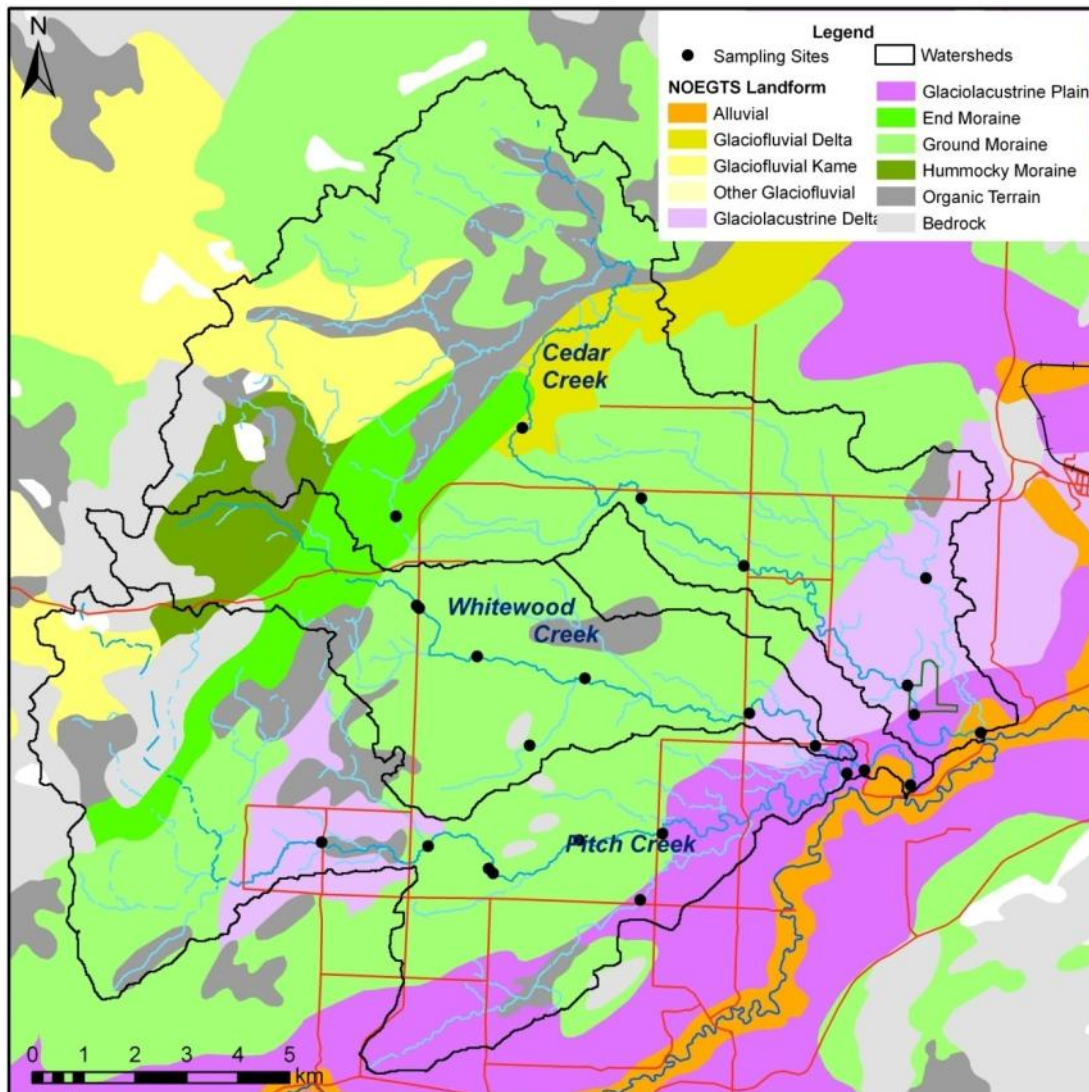 N
Legend
Sampling Sites
Watersheds
NOEGTS Landform
Alluvial
Glaciofluvial Delta
Glaciofluvial Kame
Other Glaciofluvial
Glaciolacustrine Delta
Glaciolacustrine Plain
End Moraine
Ground Moraine
Hummocky Moraine
Organic Terrain
Bedrock
Cedar
Creek
Whitewood
Creek
Pitch Creek
0 1 2 3 4 5
km